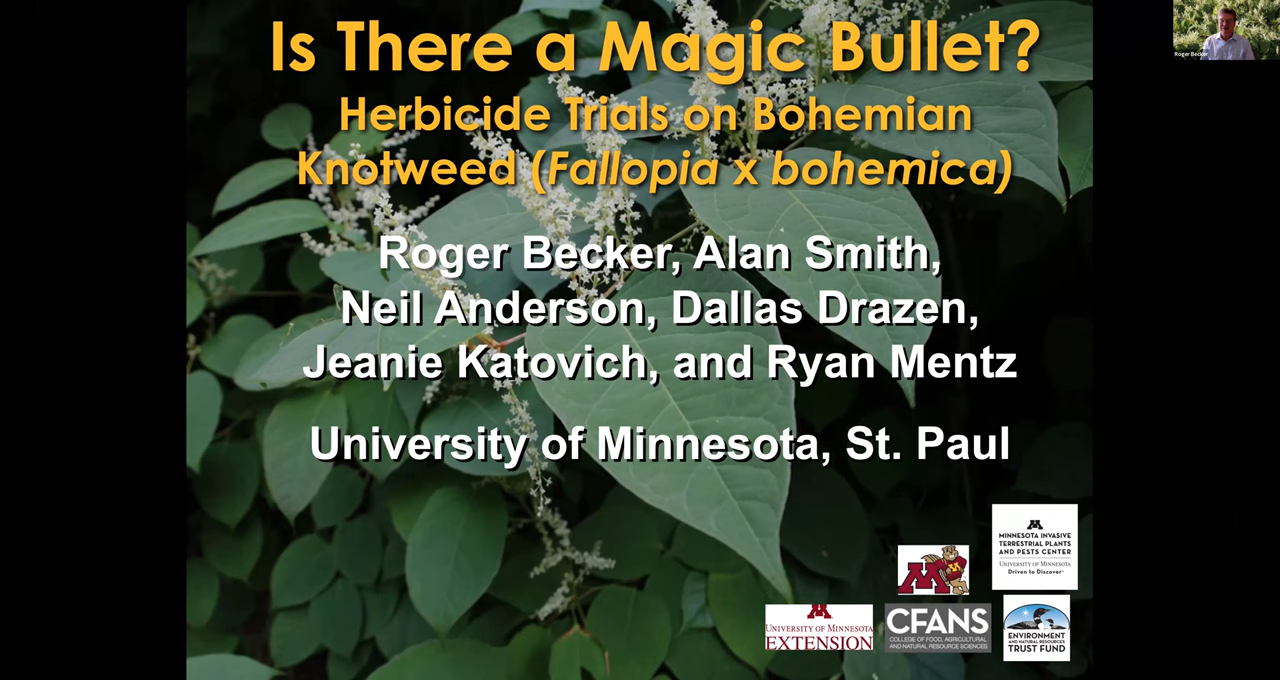 Is There a Magic Bullet?
Herbicide Trials on Bohemian
Knotweed (Fallopia x bohemica)
Roger Becker, Alan Smith,
Neil Anderson, Dallas Drazen,
Jeanie Katovich, and Ryan Mentz
University of Minnesota, St. Paul
Roger Becker
M
MINNESOTA INVASIVE
TERRESTRIAL PLANTS
AND PESTS CENTER
UNIVERSITY OF MINNESOTA
Driven to Discover
M
UNIVERSITY OF MINNESOTA
EXTENSION
CFANS
COLLEGE OF FOOD, AGRICULTURAL
AND NATURAL RESOURCE SCIENCES
ENVIRONMENT
AND NATURAL RESOURCES
TRUST FUND